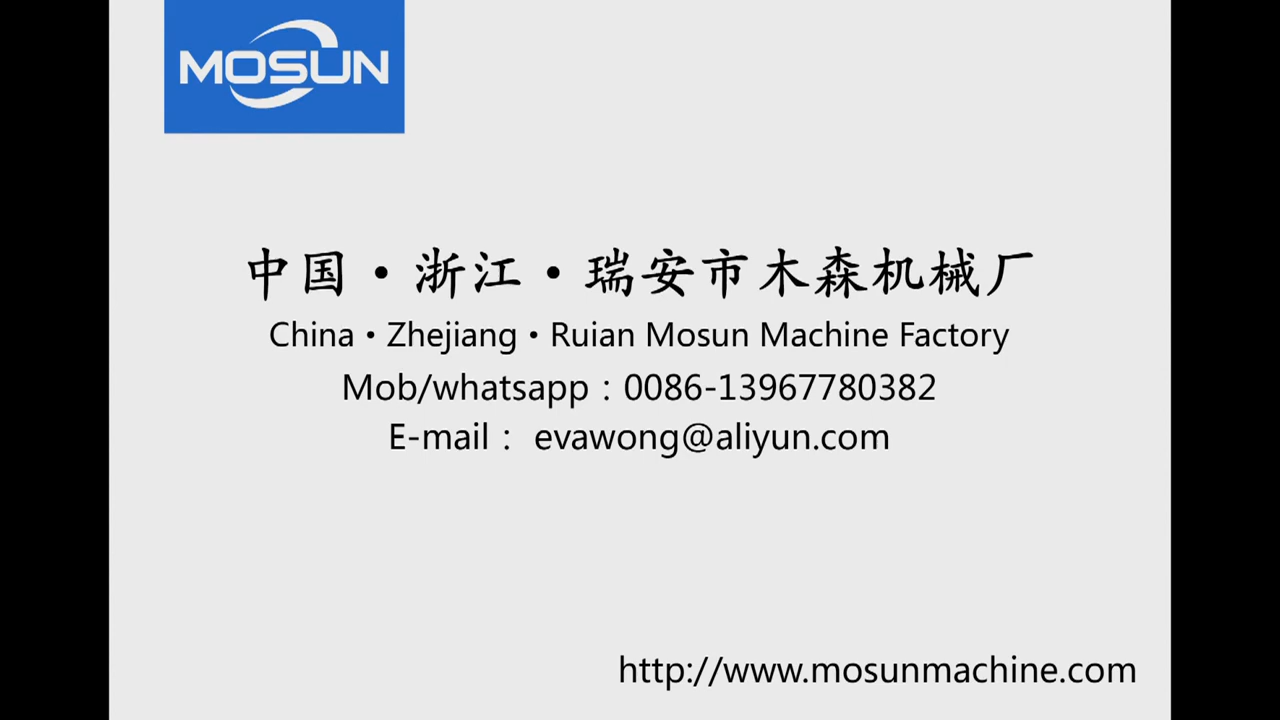 MOSUN
中国·浙江·瑞安市木森机械厂
China·Zhejiang·Ruian Mosun Machine Factory
Mob/whatsapp：0086-13967780382
E-mail： evawong@aliyun.com
http://www.mosunmachine.com